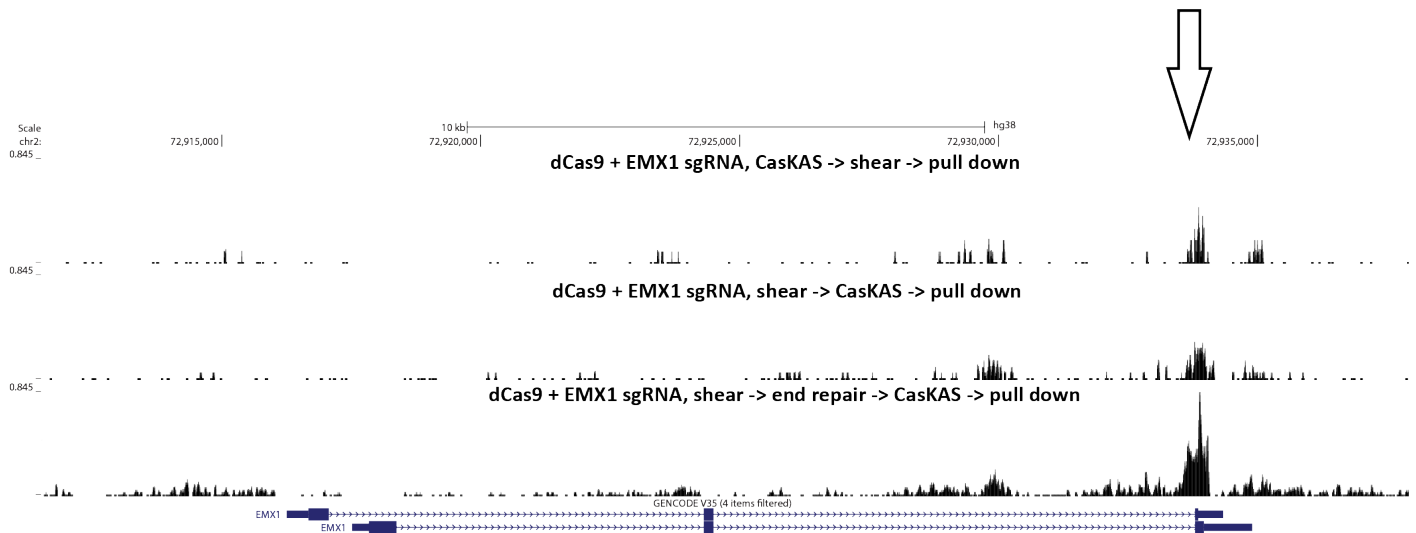 10 kb hg38
Scale
chr2: 72,915,000 72,920,000 72,925,000 72,930,000 72,935,000
0.845 _
dCas9 + EMX1 sgRNA, CasKAS -> shear -> pull down
0.845 _
dCas9 + EMX1 sgRNA, shear -> CasKAS -> pull down
0.845 _
dCas9 + EMX1 sgRNA, shear -> end repair -> CasKAS -> pull down
GENCODE V35 (4 items filtered)
EMX1
EMX1